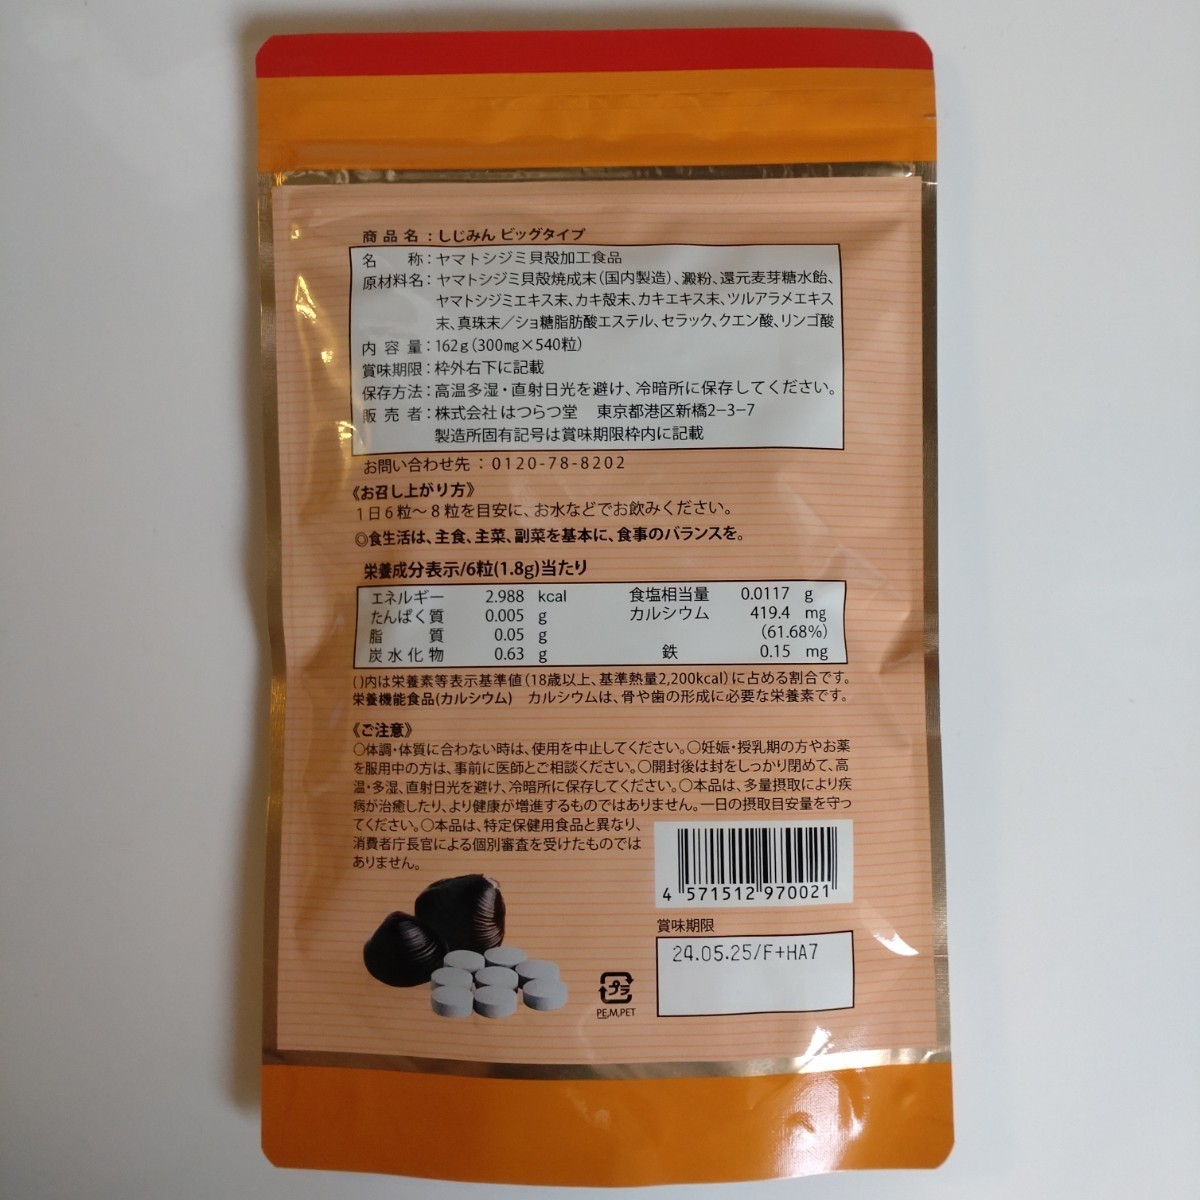 商品名：しじみん ビッグタイプ
名　　称：ヤマトシジミ貝殻加工食品
原材料名：ヤマトシジミ貝殻焼成末（国内製造）、澱粉、還元麦芽糖水飴、
ヤマトシジミエキス末、カキ殻末、カキエキス末、ツルアラメエキス
末、真珠末／ショ糖脂肪酸エステル、セラック、クエン酸、リンゴ酸
内 容 量：162g（300mg×540粒）
賞味期限：枠外右下に記載
保存方法：高温多湿・直射日光を避け、冷暗所に保存してください。
販 売 者：株式会社 はつらつ堂　東京都港区新橋2-3-7
製造所固有記号は賞味期限枠内に記載
お問い合わせ先：0120-78-8202
《お召し上がり方》
1日6粒～8粒を目安に、お水などでお飲みください。
◎食生活は、主食、主菜、副菜を基本に、食事のバランスを。
栄養成分表示/6粒(1.8g)当たり
エネルギー 2.988 kcal 食塩相当量 0.0117 g
たんぱく質 0.005 g カルシウム 419.4 mg
脂　　質 0.05 g (61.68%)
炭水化物 0.63 g 鉄 0.15 mg
( )内は栄養素等表示基準値（18歳以上、基準熱量2,200kcal）に占める割合です。
栄養機能食品(カルシウム)　カルシウムは、骨や歯の形成に必要な栄養素です。
《ご注意》
○体調・体質に合わない時は、使用を中止してください。○妊娠・授乳期の方やお薬
を服用中の方は、事前に医師とご相談ください。○開封後は封をしっかり閉めて、高
温・多湿、直射日光を避け、冷暗所に保存してください。○本品は、多量摂取により疾
病が治癒したり、より健康が増進するものではありません。一日の摂取目安量を守っ
てください。○本品は、特定保健用食品と異なり、
消費者庁長官による個別審査を受けたものでは
ありません。
4 571512 970021
賞味期限
24.05.25/F+HA7
プラ
PE,M,PET